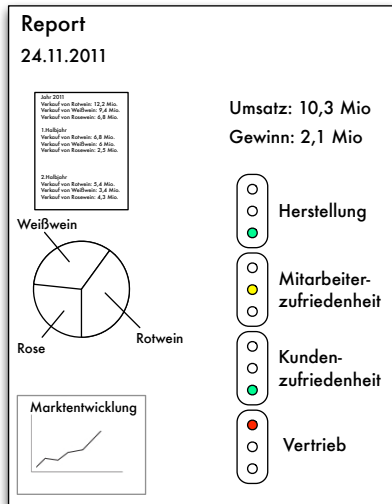 Report
24.11.2011
Jahr 2011
Verkauf von Rotwein: 12,2 Mio.
Verkauf von Weißwein: 9,4 Mio.
Verkauf von Rosewein: 6,8 Mio.
1.Halbjahr
Verkauf von Rotwein: 6,8 Mio.
Verkauf von Weißwein: 6 Mio.
Verkauf von Rosewein: 2,5 Mio.
2.Halbjahr
Verkauf von Rotwein: 5,4 Mio.
Verkauf von Weißwein: 3,4 Mio.
Verkauf von Rosewein: 4,3 Mio.
Weißwein
Rose
Rotwein
Marktentwicklung
Umsatz: 10,3 Mio
Gewinn: 2,1 Mio
Herstellung
Mitarbeiter-
zufriedenheit
Kunden-
zufriedenheit
Vertrieb